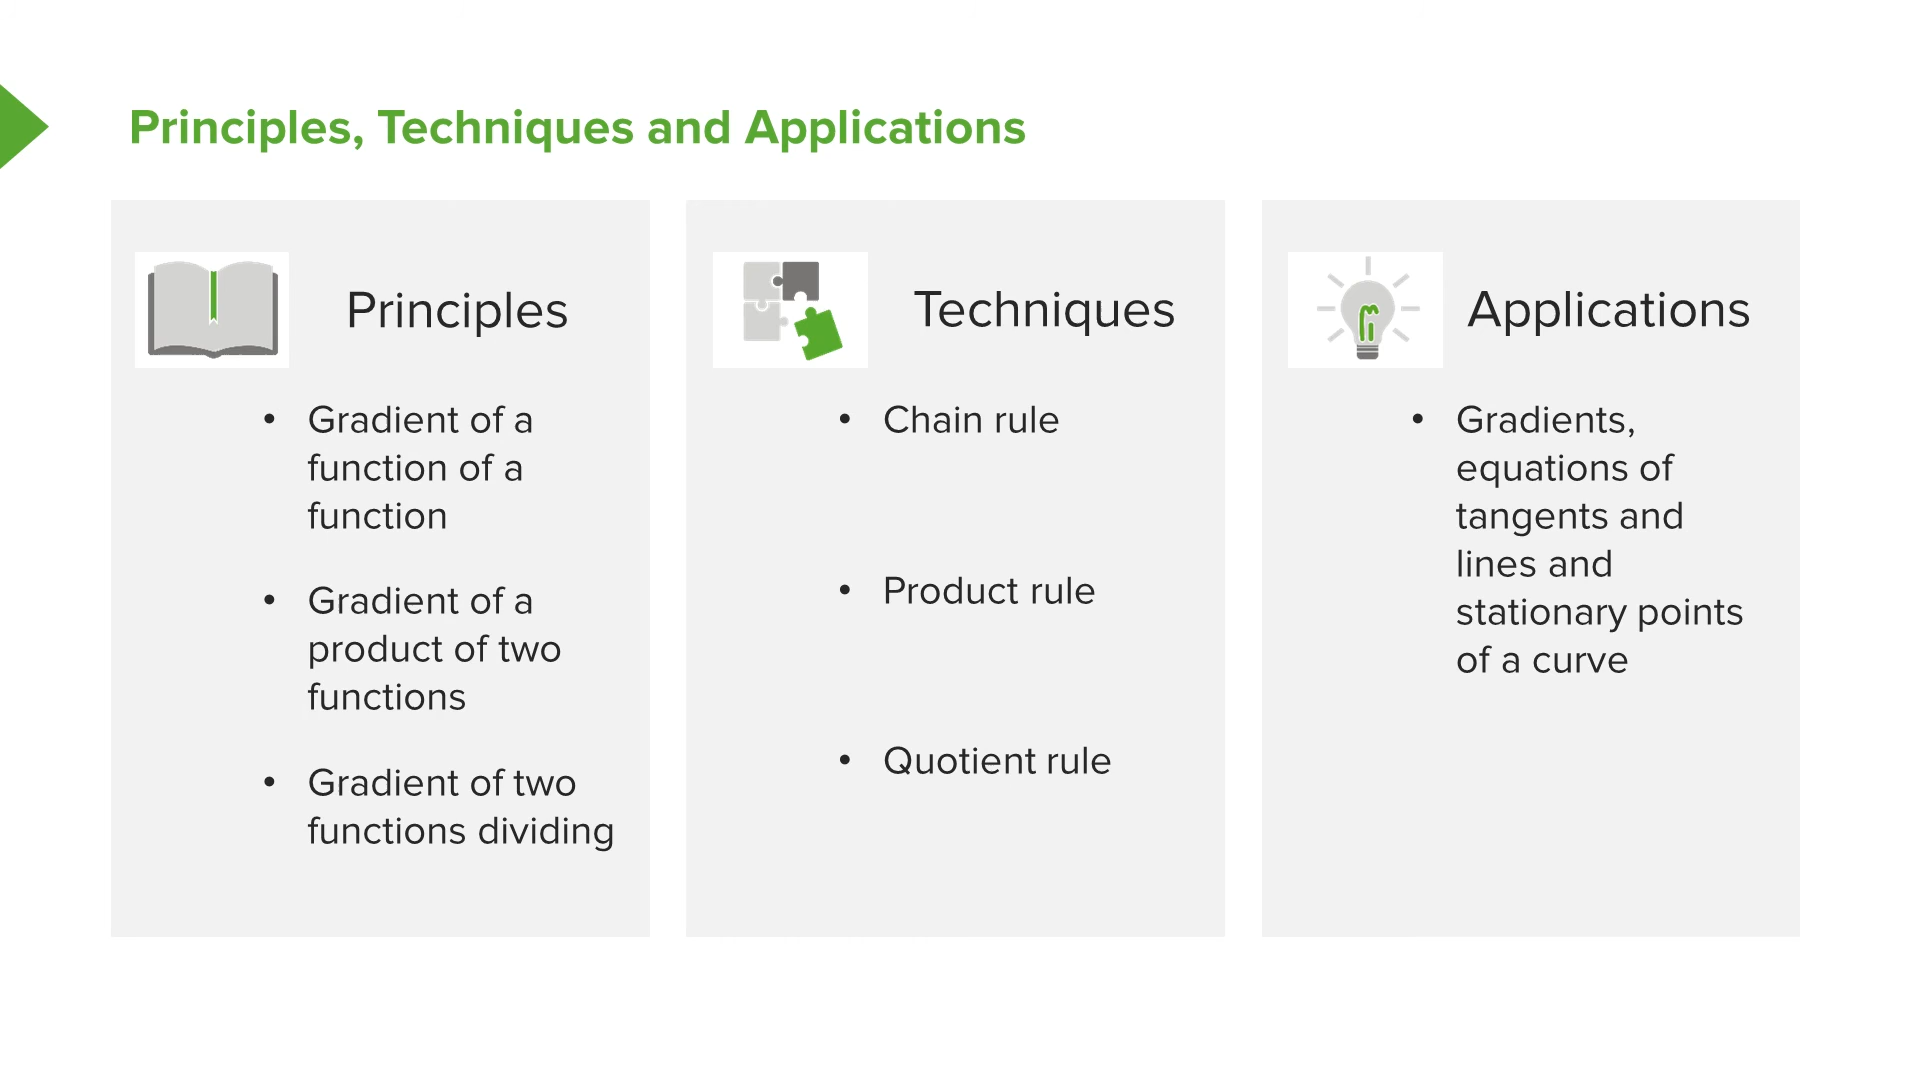 Principles, Techniques and Applications
Principles
• Gradient of a
function of a
function
• Gradient of a
product of two
functions
• Gradient of two
functions dividing
Techniques
• Chain rule
• Product rule
• Quotient rule
Applications
• Gradients,
equations of
tangents and
lines and
stationary points
of a curve